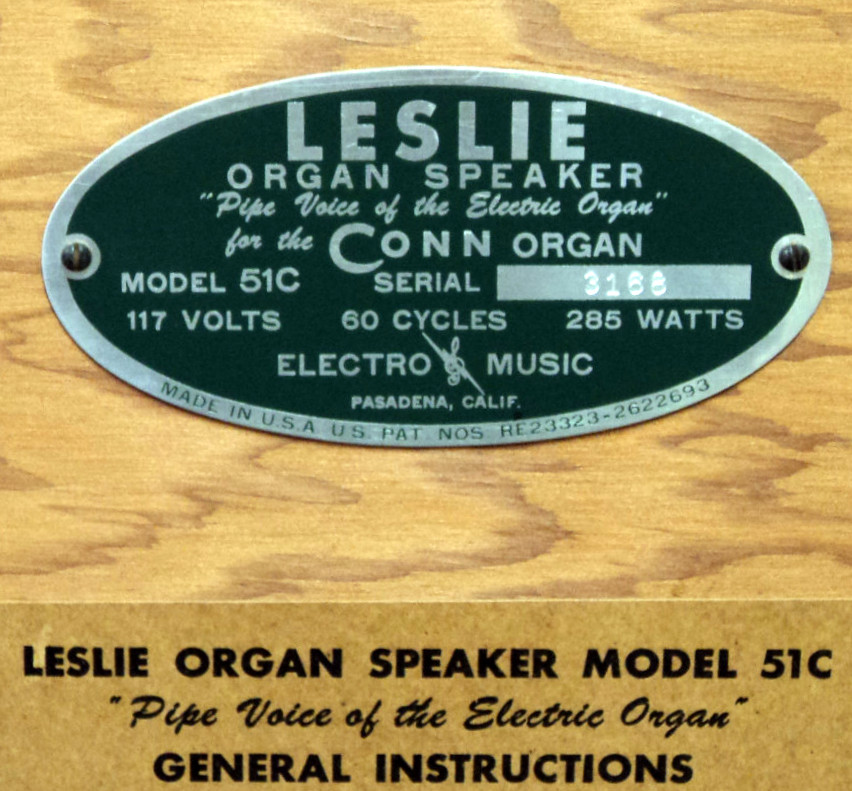 LESLIE
ORGAN SPEAKER
"Pipe Voice of the Electric Organ"
for the CONN ORGAN
MODEL 51C SERIAL 3168
117 VOLTS 60 CYCLES 285 WATTS
ELECTRO MUSIC
PASADENA, CALIF.
MADE IN U.S.A U.S. PAT NOS RE23323-2622693
LESLIE ORGAN SPEAKER MODEL 51C
"Pipe Voice of the Electric Organ"
GENERAL INSTRUCTIONS